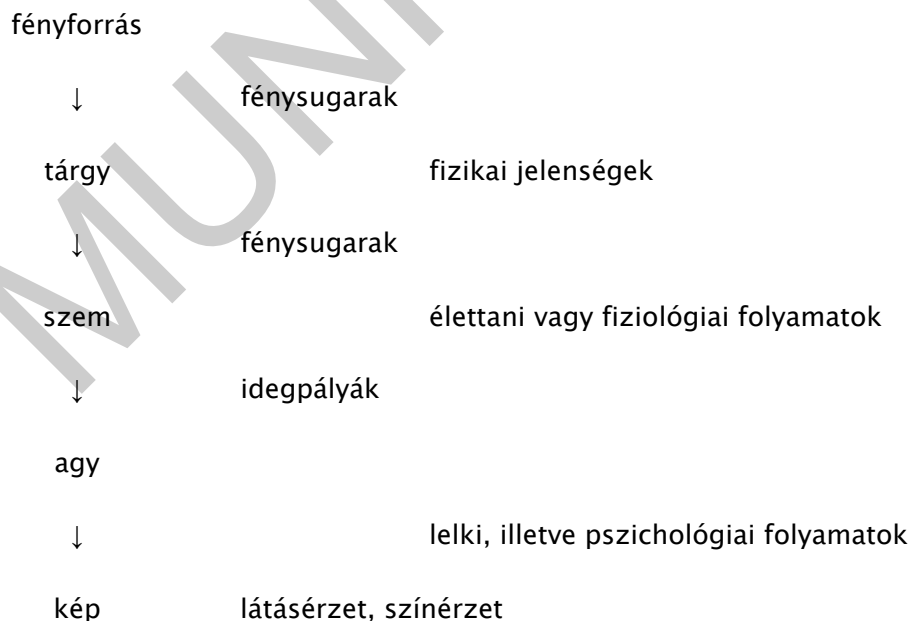 fényforrás
↓ fénysugarak
tárgy fizikai jelenségek
↓ fénysugarak
szem élettani vagy fiziológiai folyamatok
↓ idegpályák
agy
↓ lelki, illetve pszichológiai folyamatok
kép látásérzet, színérzet
MUNK